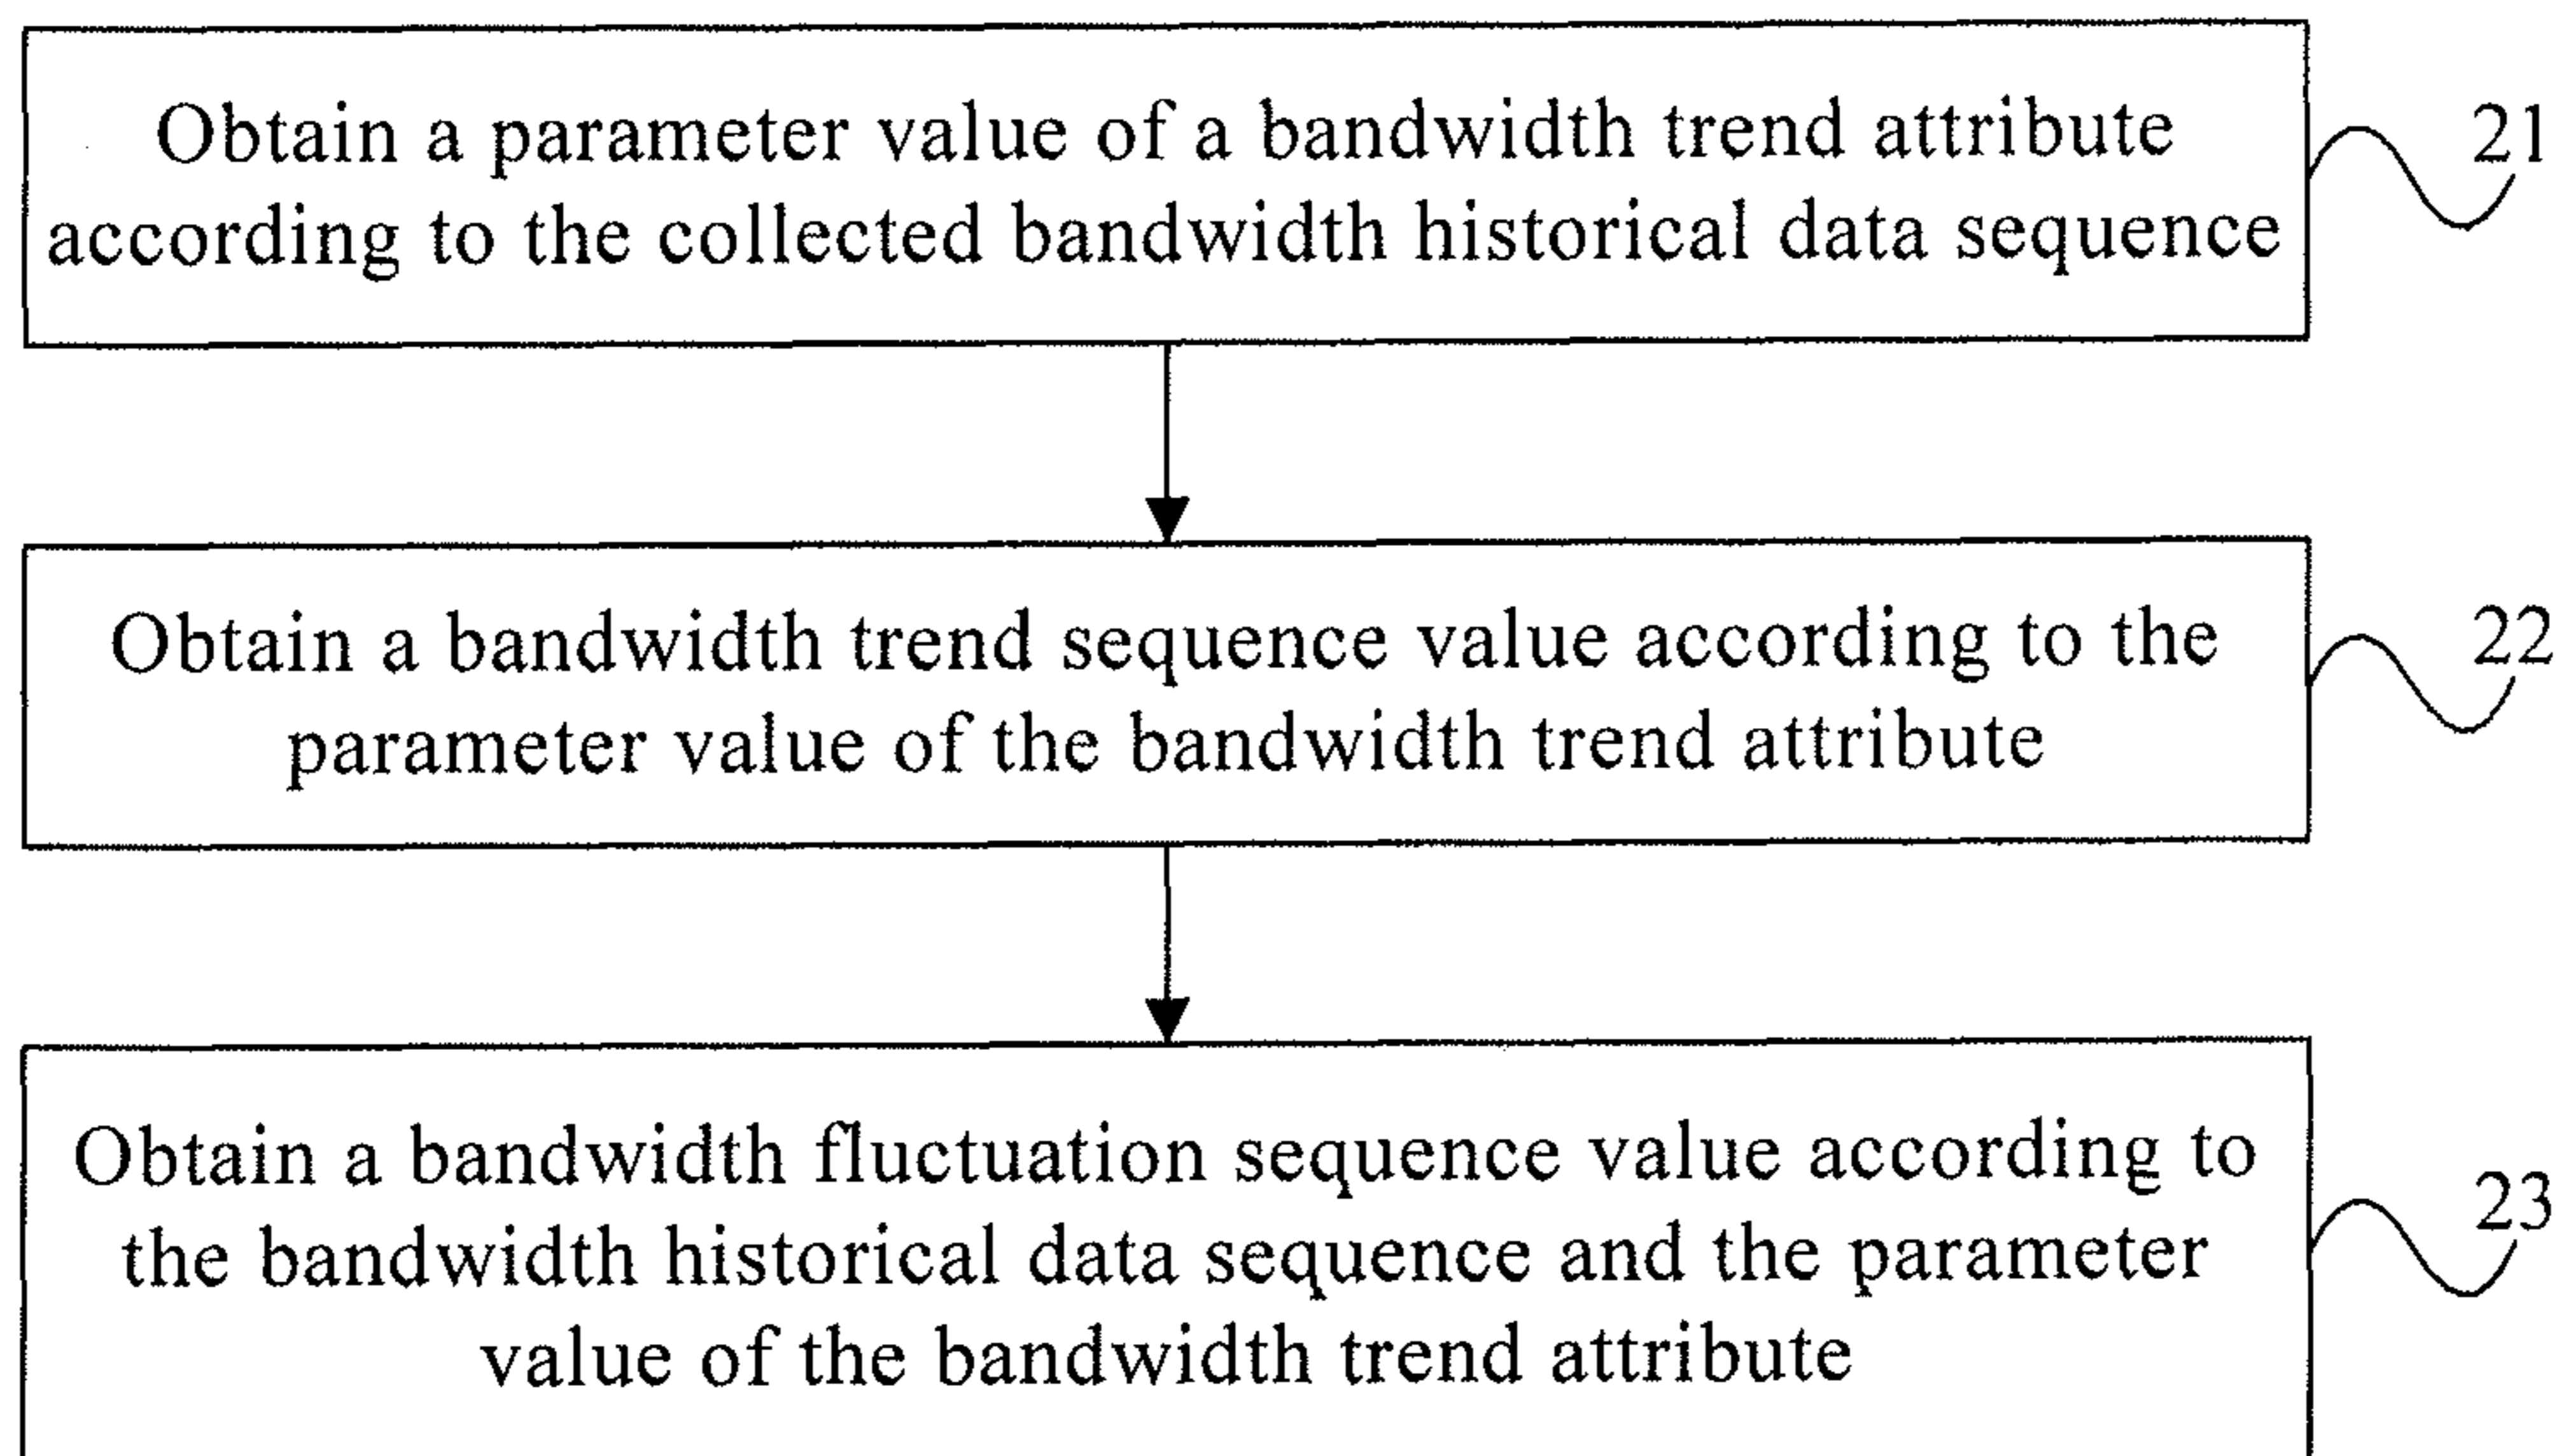 Obtain a parameter value of a bandwidth trend attribute
according to the collected bandwidth historical data sequence
21
Obtain a bandwidth trend sequence value according to the
parameter value of the bandwidth trend attribute
22
Obtain a bandwidth fluctuation sequence value according to
the bandwidth historical data sequence and the parameter
value of the bandwidth trend attribute
23